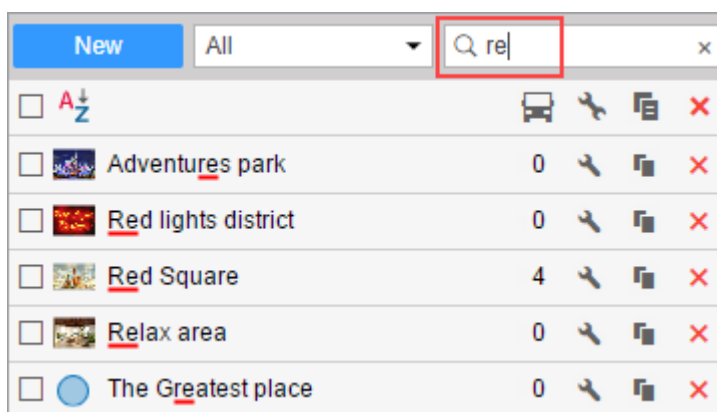 New All re
Adventures park 0
Red lights district 0
Red Square 4
Relax area 0
The Greatest place 0